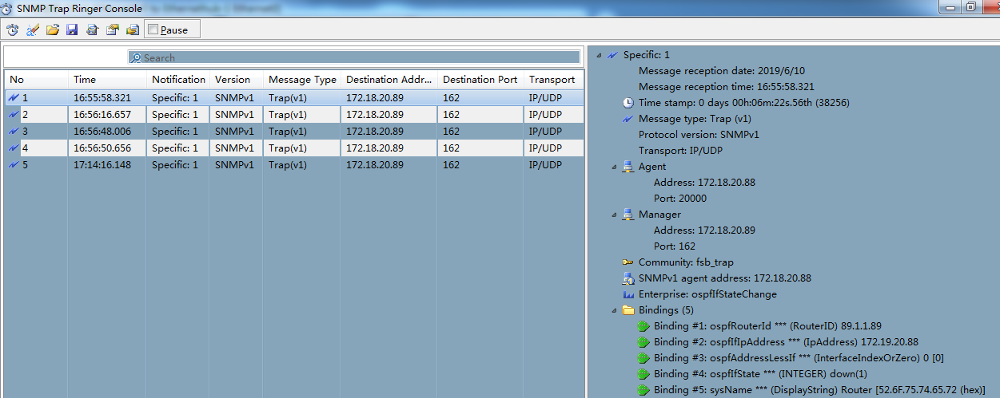 SNMP Trap Ringer Console
Pause
Search
No Time Notification Version Message Type Destination Addr... Destination Port Transport
1 16:55:58.321 Specific: 1 SNMPv1 Trap(v1) 172.18.20.89 162 IP/UDP
2 16:56:16.657 Specific: 1 SNMPv1 Trap(v1) 172.18.20.89 162 IP/UDP
3 16:56:48.006 Specific: 1 SNMPv1 Trap(v1) 172.18.20.89 162 IP/UDP
4 16:56:50.656 Specific: 1 SNMPv1 Trap(v1) 172.18.20.89 162 IP/UDP
5 17:14:16.148 Specific: 1 SNMPv1 Trap(v1) 172.18.20.89 162 IP/UDP
Specific: 1
Message reception date: 2019/6/10
Message reception time: 16:55:58.321
Time stamp: 0 days 00h:06m:22s.56th (38256)
Message type: Trap (v1)
Protocol version: SNMPv1
Transport: IP/UDP
Agent
Address: 172.18.20.88
Port: 20000
Manager
Address: 172.18.20.89
Port: 162
Community: fsb_trap
SNMPv1 agent address: 172.18.20.88
Enterprise: ospfIfStateChange
Bindings (5)
Binding #1: ospfRouterId *** (RouterID) 89.1.1.89
Binding #2: ospfIfIpAddress *** (IpAddress) 172.19.20.88
Binding #3: ospfAddressLessIf *** (InterfaceIndexOrZero) 0 [0]
Binding #4: ospfIfState *** (INTEGER) down(1)
Binding #5: sysName *** (DisplayString) Router [52.6F.75.74.65.72 (hex)]